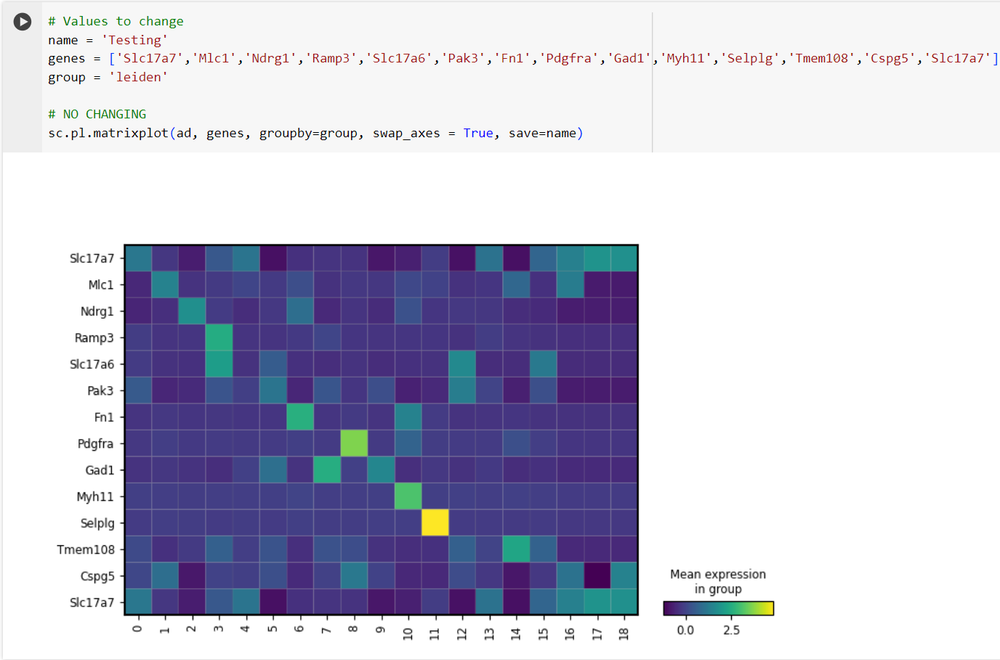 # Values to change
name = 'Testing'
genes = ['Slc17a7','Mlc1','Ndrg1','Ramp3','Slc17a6','Pak3','Fn1','Pdgfra','Gad1','Myh11','Selplg','Tmem108','Cspg5','Slc17a7']
group = 'leiden'
# NO CHANGING
sc.pl.matrixplot(ad, genes, groupby=group, swap_axes = True, save=name)
Slc17a7
Mlc1
Ndrg1
Ramp3
Slc17a6
Pak3
Fn1
Pdgfra
Gad1
Myh11
Selplg
Tmem108
Cspg5
Slc17a7
0 1 2 3 4 5 6 7 8 9 10 11 12 13 14 15 16 17 18
Mean expression
in group
0.0 2.5